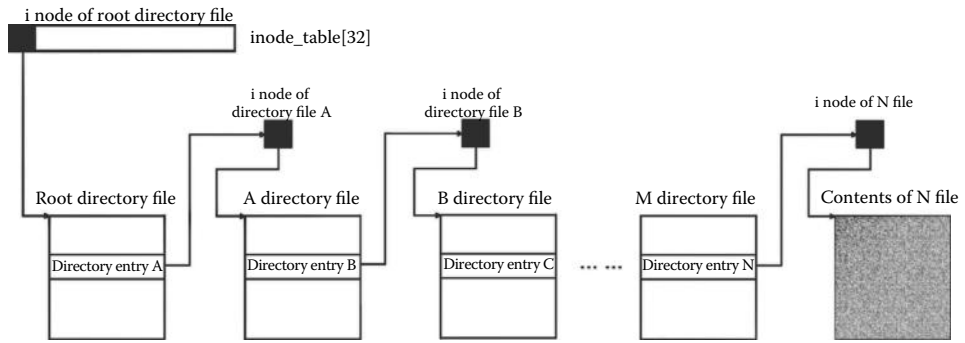 i node of root directory file
inode_table[32]
i node of
directory file A
i node of
directory file B
i node of N file
Root directory file
A directory file
B directory file
M directory file
Contents of N file
Directory entry A
Directory entry B
Directory entry C
... ...
Directory entry N